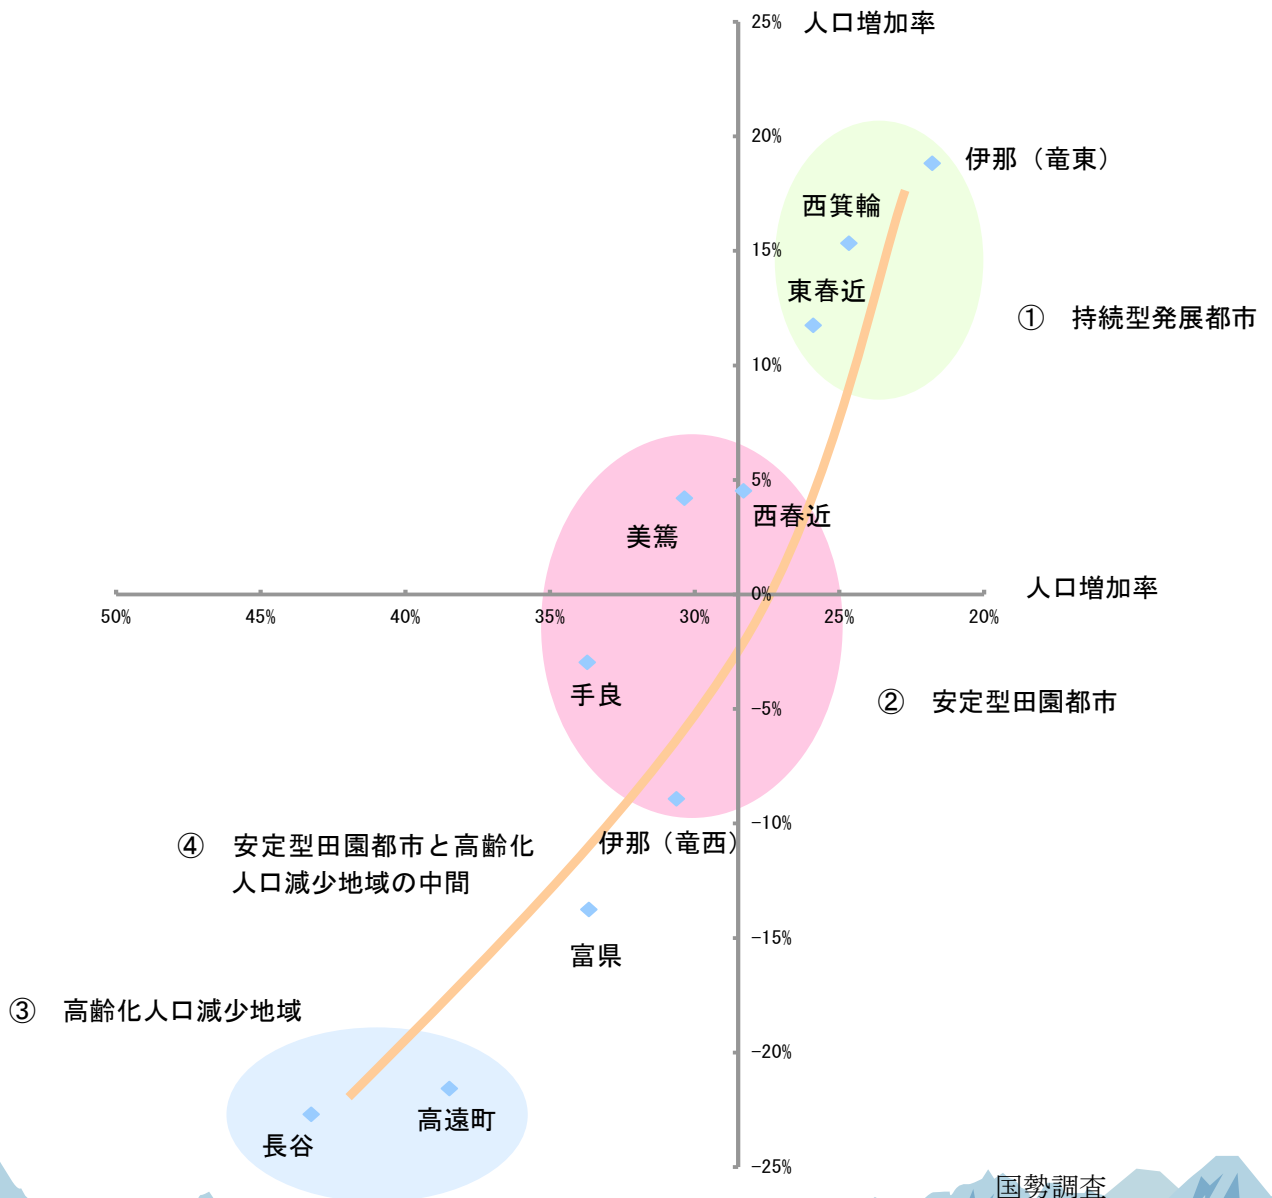 25%
人口増加率
20%
伊那（竜東）
西箕輪
15%
東春近
① 持続型発展都市
10%
5%
西春近
美篶
0%
人口増加率
50%
45%
40%
35%
30%
25%
20%
手良
-5%
② 安定型田園都市
-10%
伊那（竜西）
④ 安定型田園都市と高齢化
人口減少地域の中間
-15%
富県
③ 高齢化人口減少地域
-20%
高遠町
長谷
-25%
国勢調査